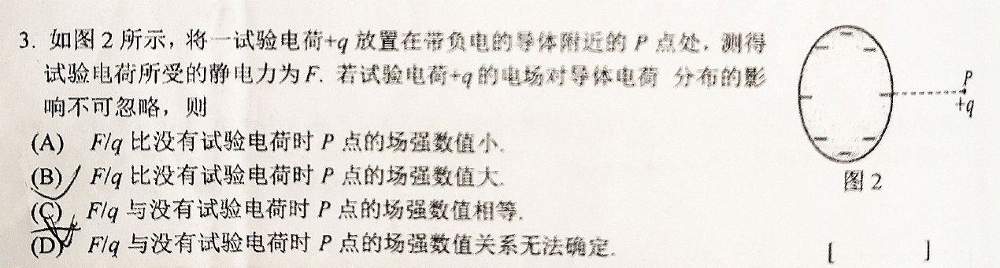 3. 如图 2 所示，将一试验电荷+q 放置在带负电的导体附近的 P 点处，测得
试验电荷所受的静电力为F. 若试验电荷+q 的电场对导体电荷 分布的影
响不可忽略，则
(A) F/q 比没有试验电荷时 P 点的场强数值小.
(B) F/q 比没有试验电荷时 P 点的场强数值大.
(C) F/q 与没有试验电荷时 P 点的场强数值相等.
(D) F/q 与没有试验电荷时 P 点的场强数值关系无法确定.
P
+q
图 2
[ ]